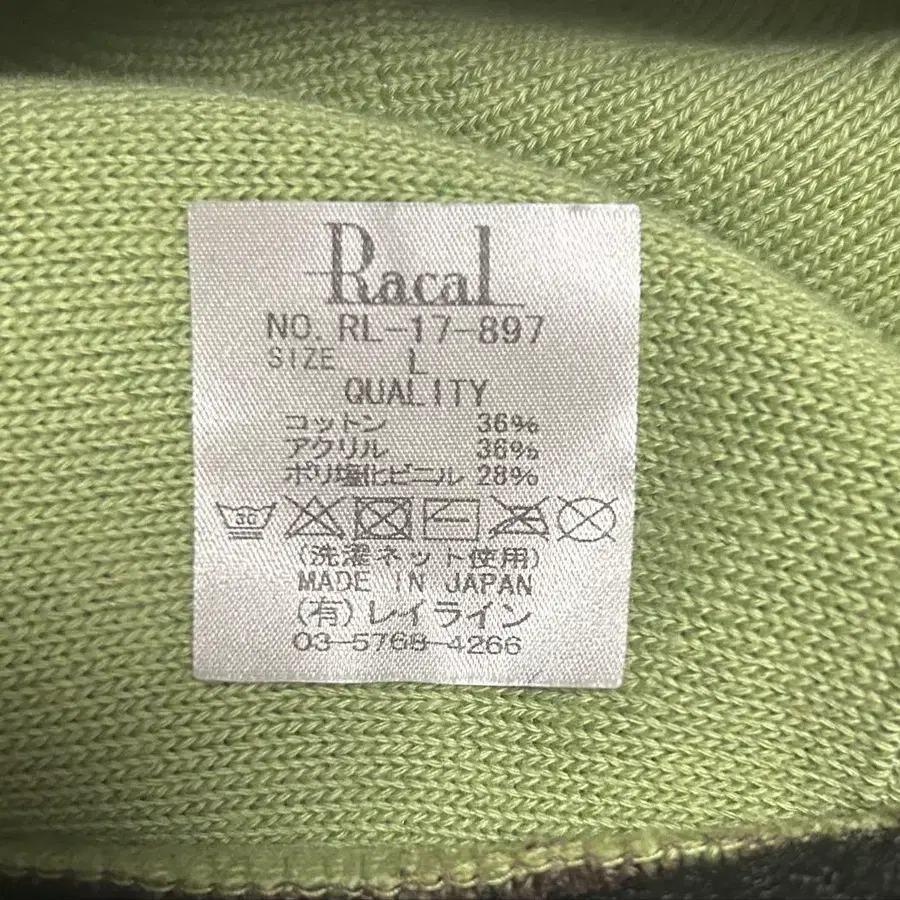 Racal
NO. RL-17-897
SIZE L
QUALITY
コットン 36%
アクリル 36%
ポリ塩化ビニル 28%
30
(洗濯ネット使用)
MADE IN JAPAN
(有)レイライン
03-5768-4266